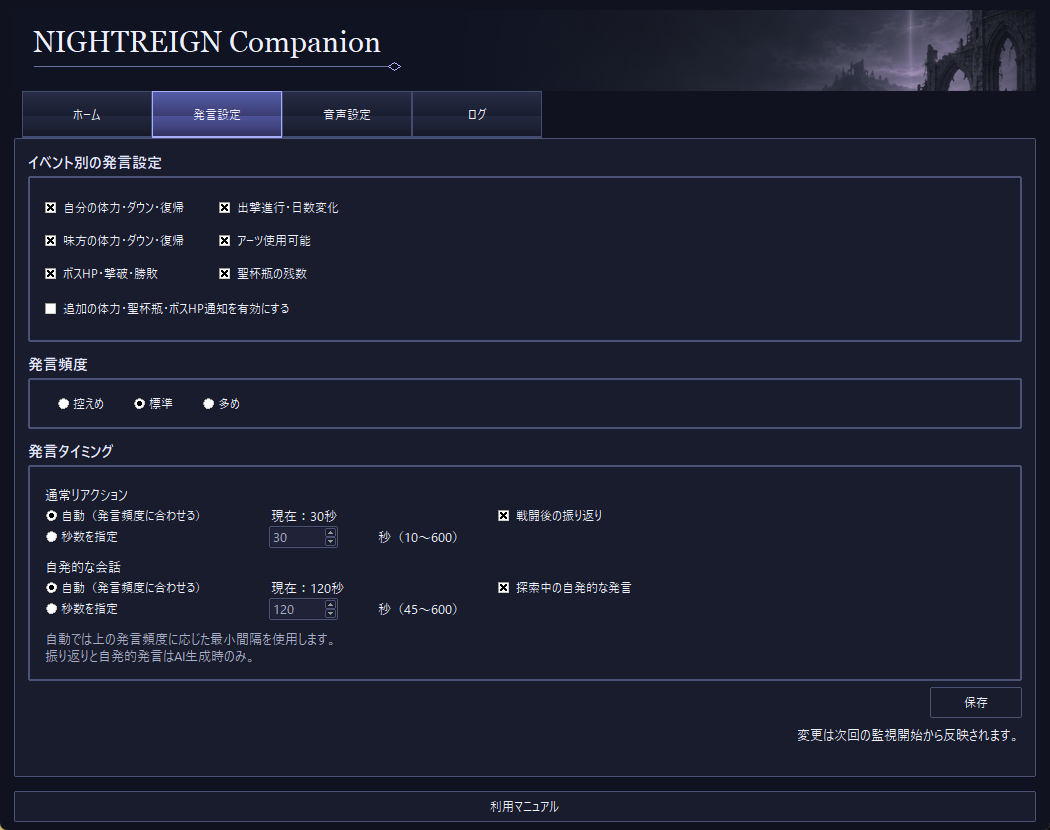 NIGHTREIGN Companion
ホーム 発言設定 音声設定 ログ
イベント別の発言設定
自分の体力・ダウン・復帰 出撃進行・日数変化
味方の体力・ダウン・復帰 アーツ使用可能
ボスHP・撃破・勝敗 聖杯瓶の残数
追加の体力・聖杯瓶・ボスHP通知を有効にする
発言頻度
控えめ 標準 多め
発言タイミング
通常リアクション
自動（発言頻度に合わせる） 現在：30秒 戦闘後の振り返り
秒数を指定 30 秒（10～600）
自発的な会話
自動（発言頻度に合わせる） 現在：120秒 探索中の自発的な発言
秒数を指定 120 秒（45～600）
自動では上の発言頻度に応じた最小間隔を使用します。
振り返りと自発的発言はAI生成時のみ。
保存
変更は次回の監視開始から反映されます。
利用マニュアル